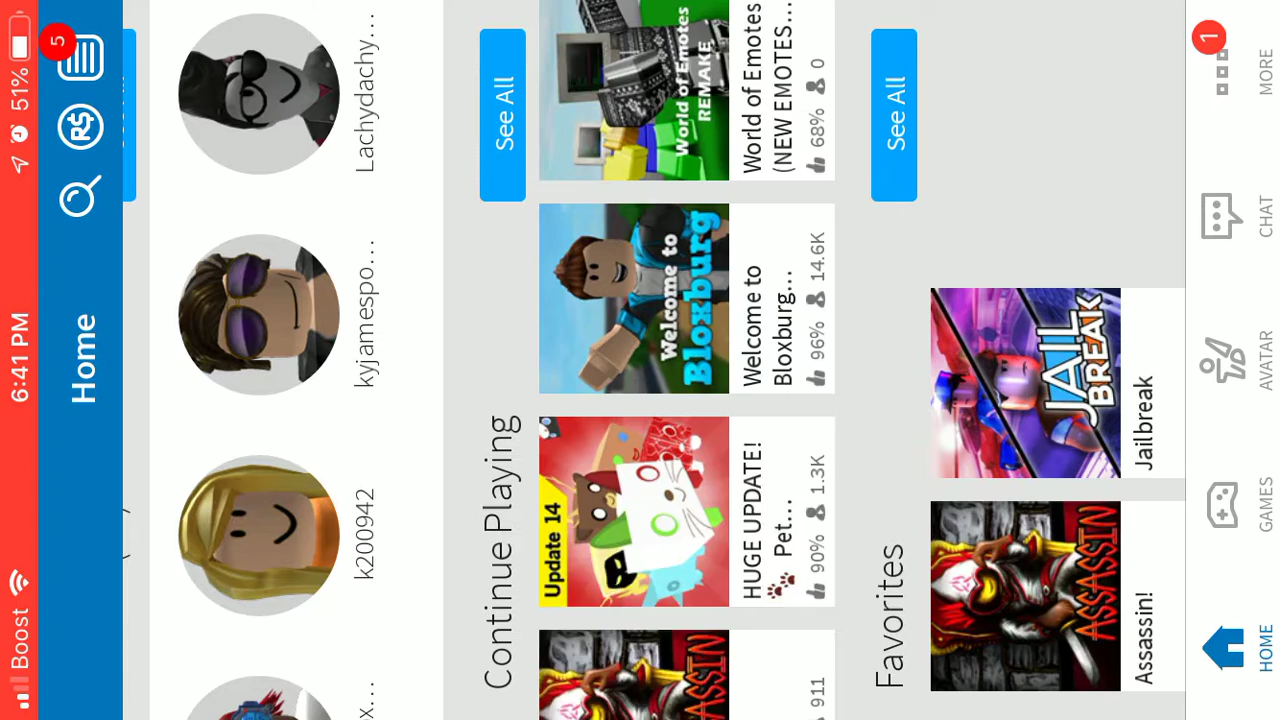 Boost
6:41 PM
51%
Home
R$
5
x...
k200942
kyjamespo...
Lachydachy...
Continue Playing
See All
ASSASSIN
911
Update 14
HUGE UPDATE!
Pet...
90%
1.3K
Welcome to
Bloxburg
Welcome to
Bloxburg...
96%
14.6K
World of Emotes
REMAKE
World of Emotes
(NEW EMOTES...
68%
0
Favorites
See All
ASSASSIN
Assassin!
JAIL
BREAK
Jailbreak
HOME
GAMES
AVATAR
CHAT
MORE
1